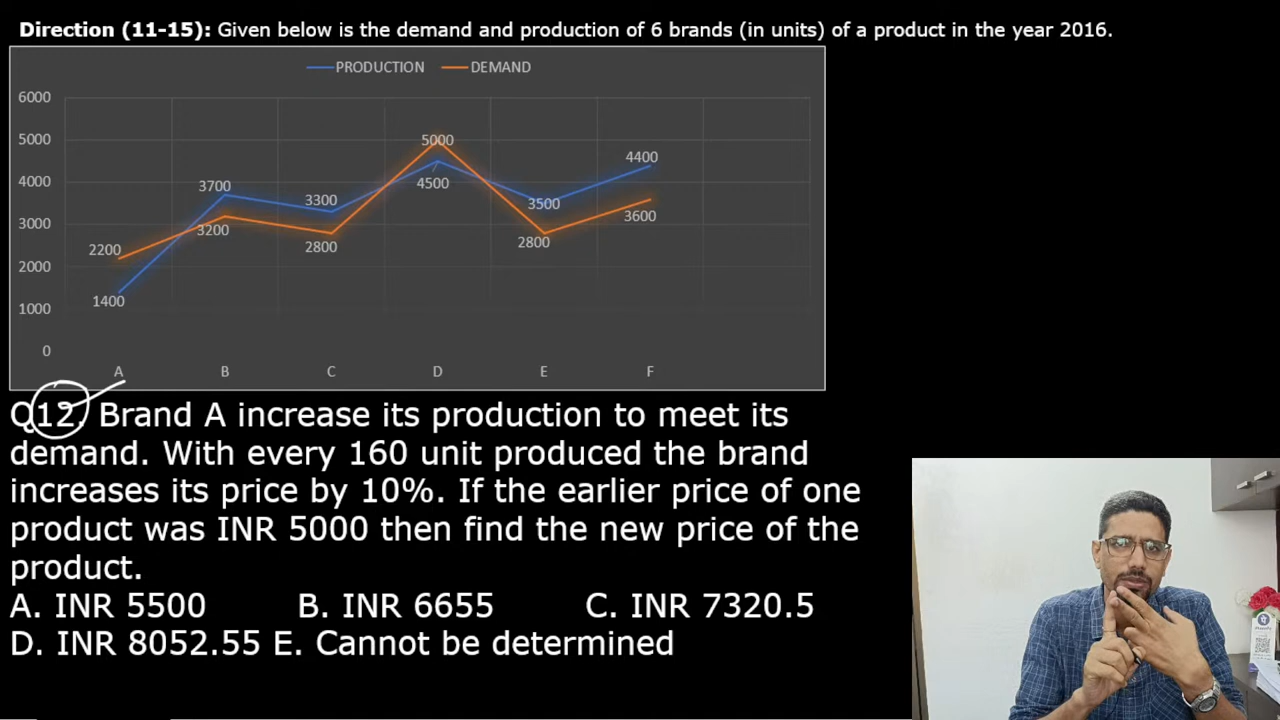 Direction (11-15): Given below is the demand and production of 6 brands (in units) of a product in the year 2016.
PRODUCTION DEMAND
6000
5000
4000
3000
2000
1000
0
2200
1400
3700
3200
3300
2800
5000
4500
3500
2800
4400
3600
A B C D E F
Q12. Brand A increase its production to meet its
demand. With every 160 unit produced the brand
increases its price by 10%. If the earlier price of one
product was INR 5000 then find the new price of the
product.
A. INR 5500 B. INR 6655 C. INR 7320.5
D. INR 8052.55 E. Cannot be determined